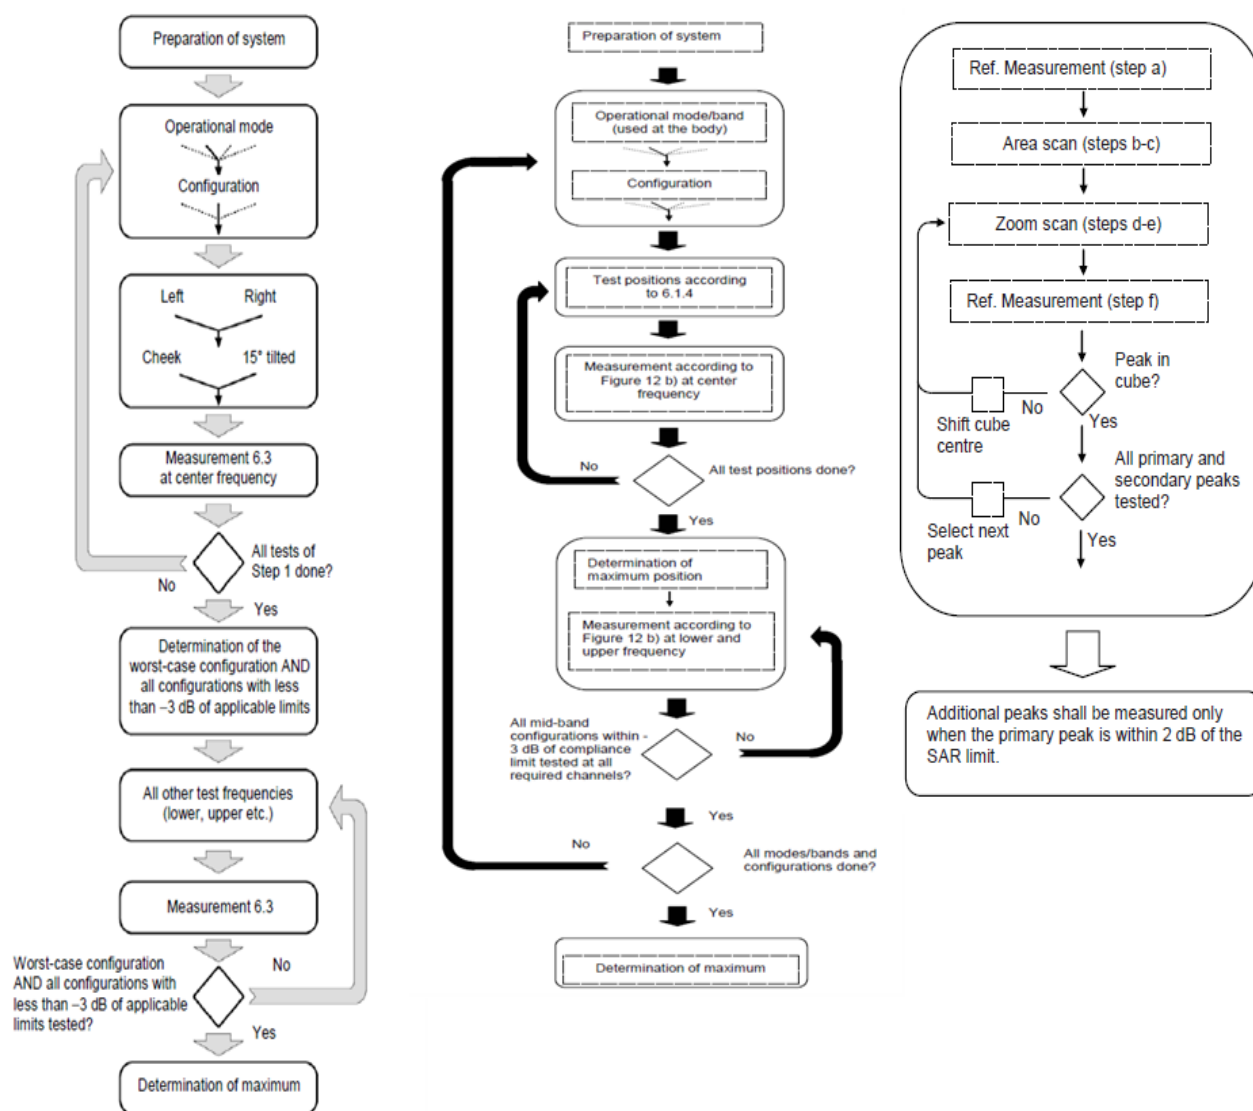 Preparation of system
Operational mode
Configuration
Left Right
Cheek 15° tilted
Measurement 6.3
at center frequency
All tests of
Step 1 done?
No
Yes
Determination of the
worst-case configuration AND
all configurations with less
than –3 dB of applicable limits
All other test frequencies
(lower, upper etc.)
Measurement 6.3
Worst-case configuration
AND all configurations with
less than –3 dB of applicable
limits tested?
No
Yes
Determination of maximum
Preparation of system
Operational mode/band
(used at the body)
Configuration
Test positions according
to 6.1.4
Measurement according to
Figure 12 b) at center
frequency
No
All test positions done?
Yes
Determination of
maximum position
Measurement according to
Figure 12 b) at lower and
upper frequency
All mid-band
configurations within -
3 dB of compliance
limit tested at all
required channels?
No
Yes
No
All modes/bands and
configurations done?
Yes
Determination of maximum
Ref. Measurement (step a)
Area scan (steps b-c)
Zoom scan (steps d-e)
Ref. Measurement (step f)
Peak in
cube?
No
Yes
Shift cube
centre
All primary and
secondary peaks
tested?
No
Yes
Select next
peak
Additional peaks shall be measured only
when the primary peak is within 2 dB of the
SAR limit.